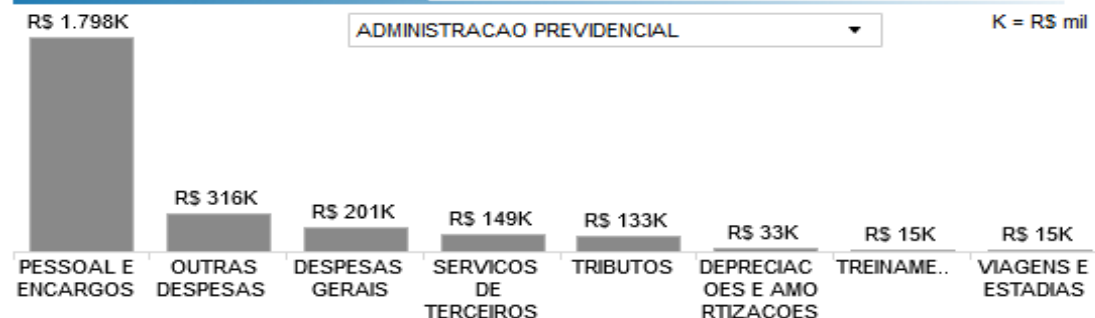 R$ 1.798K
ADMINISTRACAO PREVIDENCIAL
K = R$ mil
R$ 316K
R$ 201K
R$ 149K
R$ 133K
R$ 33K
R$ 15K
R$ 15K
PESSOAL E
ENCARGOS
OUTRAS
DESPESAS
DESPESAS
GERAIS
SERVICOS
DE
TERCEIROS
TRIBUTOS
DEPRECIAC
OES E AMO
RTIZACOES
TREINAME..
VIAGENS E
ESTADIAS